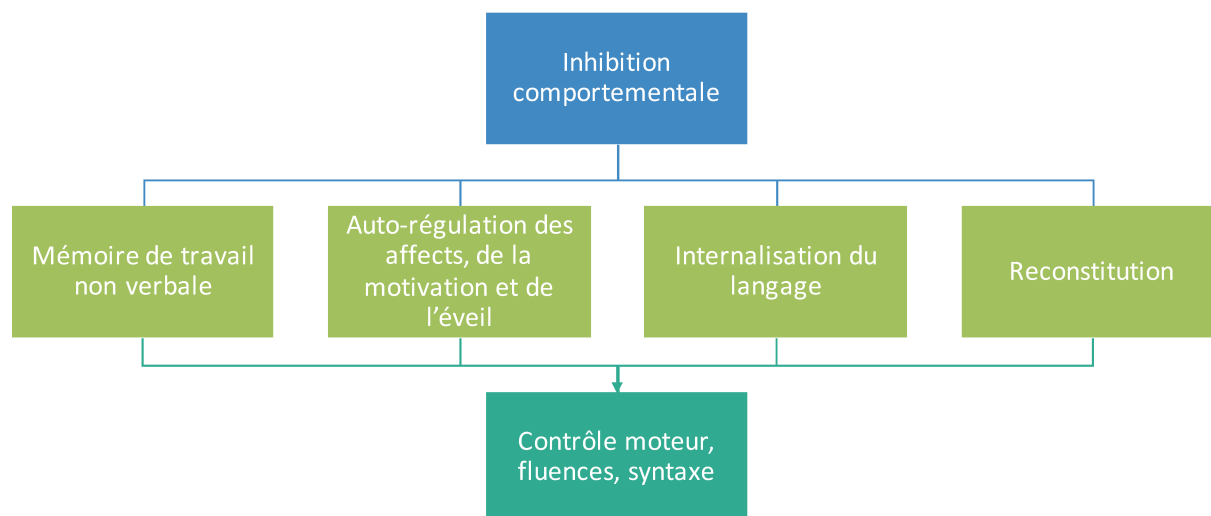 Inhibition
comportementale
Mémoire de travail
non verbale
Auto-régulation des
affects, de la
motivation et de
l’éveil
Internalisation du
langage
Reconstitution
Contrôle moteur,
fluences, syntaxe